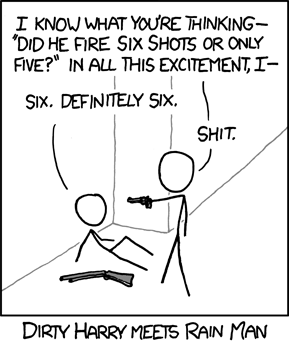 I KNOW WHAT YOU'RE THINKING—
"DID HE FIRE SIX SHOTS OR ONLY
FIVE?" IN ALL THIS EXCITEMENT, I—
SIX. DEFINITELY SIX.
SHIT.
DIRTY HARRY MEETS RAIN MAN